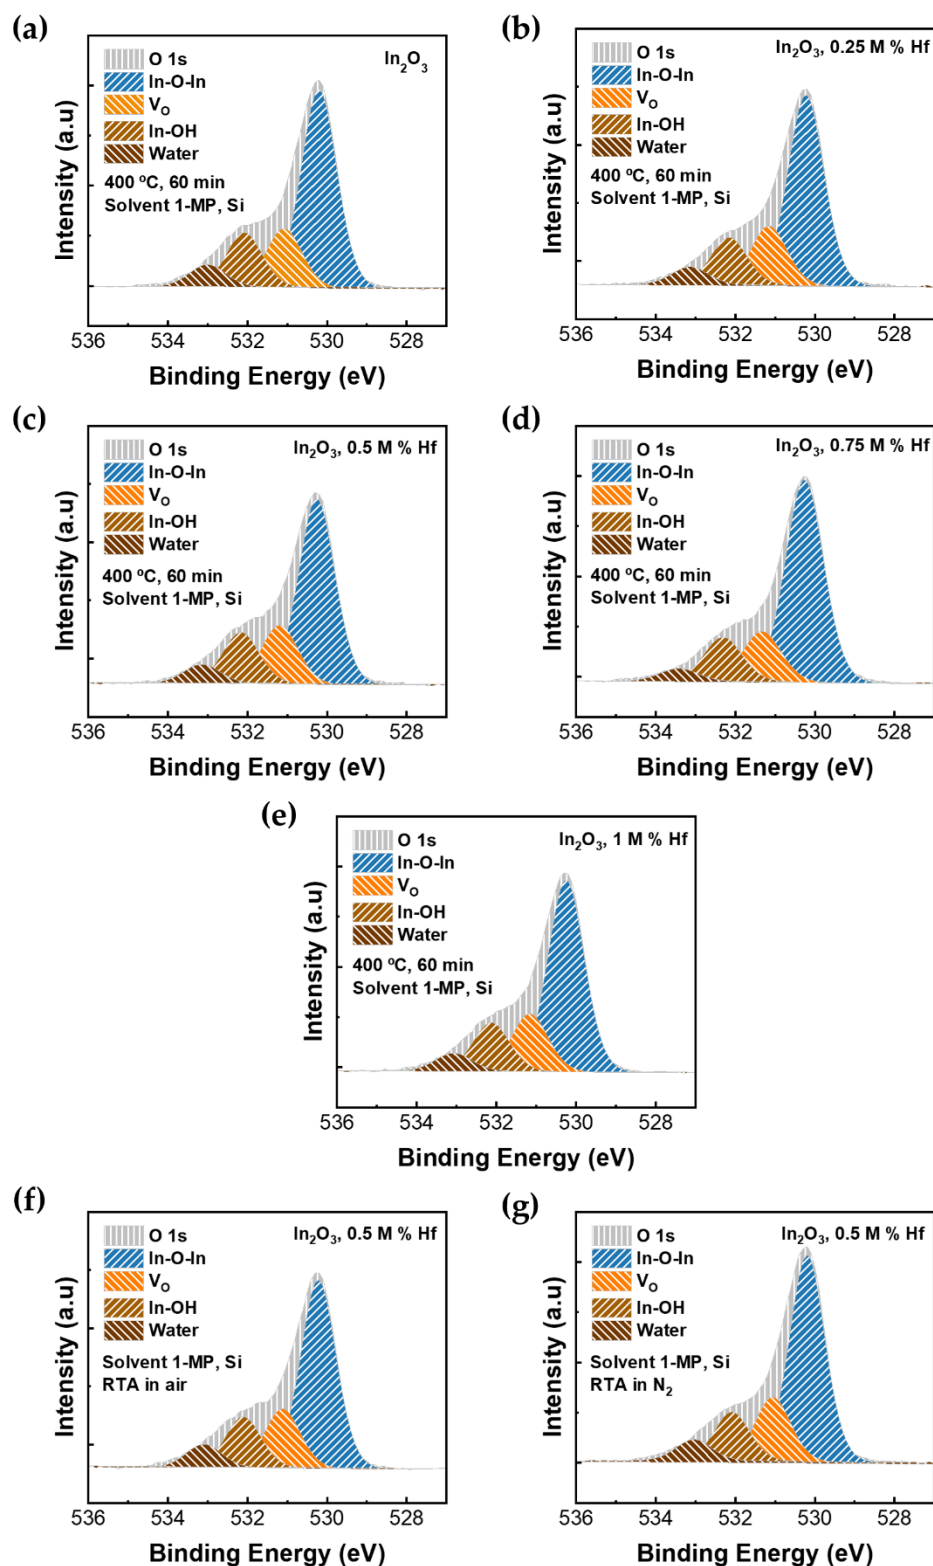 (a)
In₂O₃
O 1s
In-O-In
V_O
In-OH
Water
400 ºC, 60 min
Solvent 1-MP, Si
Intensity (a.u)
536 534 532 530 528
Binding Energy (eV)
(b)
In₂O₃, 0.25 M % Hf
O 1s
In-O-In
V_O
In-OH
Water
400 ºC, 60 min
Solvent 1-MP, Si
Intensity (a.u)
536 534 532 530 528
Binding Energy (eV)
(c)
In₂O₃, 0.5 M % Hf
O 1s
In-O-In
V_O
In-OH
Water
400 ºC, 60 min
Solvent 1-MP, Si
Intensity (a.u)
536 534 532 530 528
Binding Energy (eV)
(d)
In₂O₃, 0.75 M % Hf
O 1s
In-O-In
V_O
In-OH
Water
400 ºC, 60 min
Solvent 1-MP, Si
Intensity (a.u)
536 534 532 530 528
Binding Energy (eV)
(e)
In₂O₃, 1 M % Hf
O 1s
In-O-In
V_O
In-OH
Water
400 ºC, 60 min
Solvent 1-MP, Si
Intensity (a.u)
536 534 532 530 528
Binding Energy (eV)
(f)
In₂O₃, 0.5 M % Hf
O 1s
In-O-In
V_O
In-OH
Water
Solvent 1-MP, Si
RTA in air
Intensity (a.u)
536 534 532 530 528
Binding Energy (eV)
(g)
In₂O₃, 0.5 M % Hf
O 1s
In-O-In
V_O
In-OH
Water
Solvent 1-MP, Si
RTA in N₂
Intensity (a.u)
536 534 532 530 528
Binding Energy (eV)